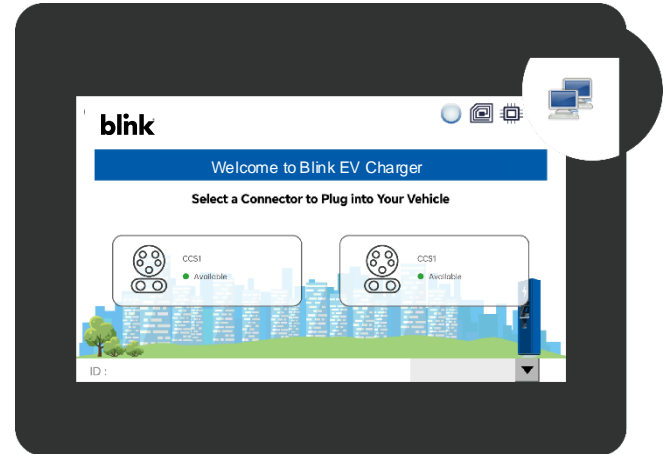 blink
Welcome to Blink EV Charger
Select a Connector to Plug into Your Vehicle
CCS1
Available
CCS1
Available
ID :